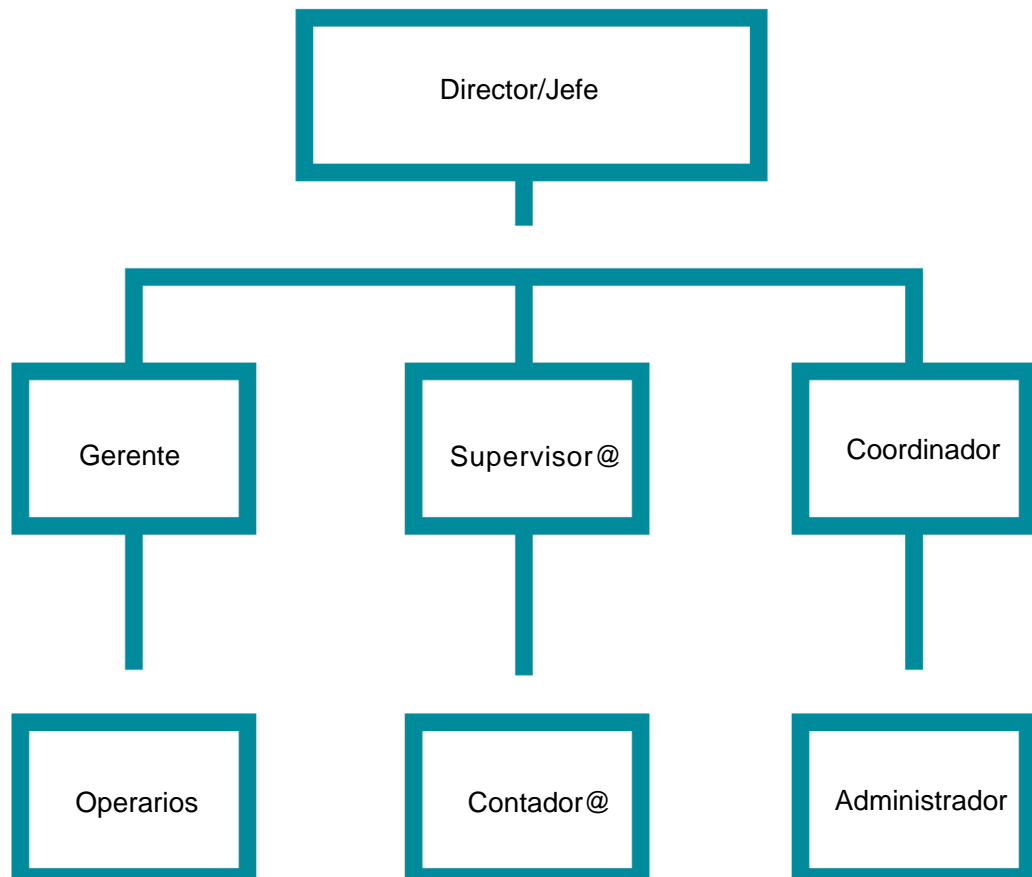 Director/Jefe
Gerente
Supervisor@
Coordinador
Operarios
Contador@
Administrador